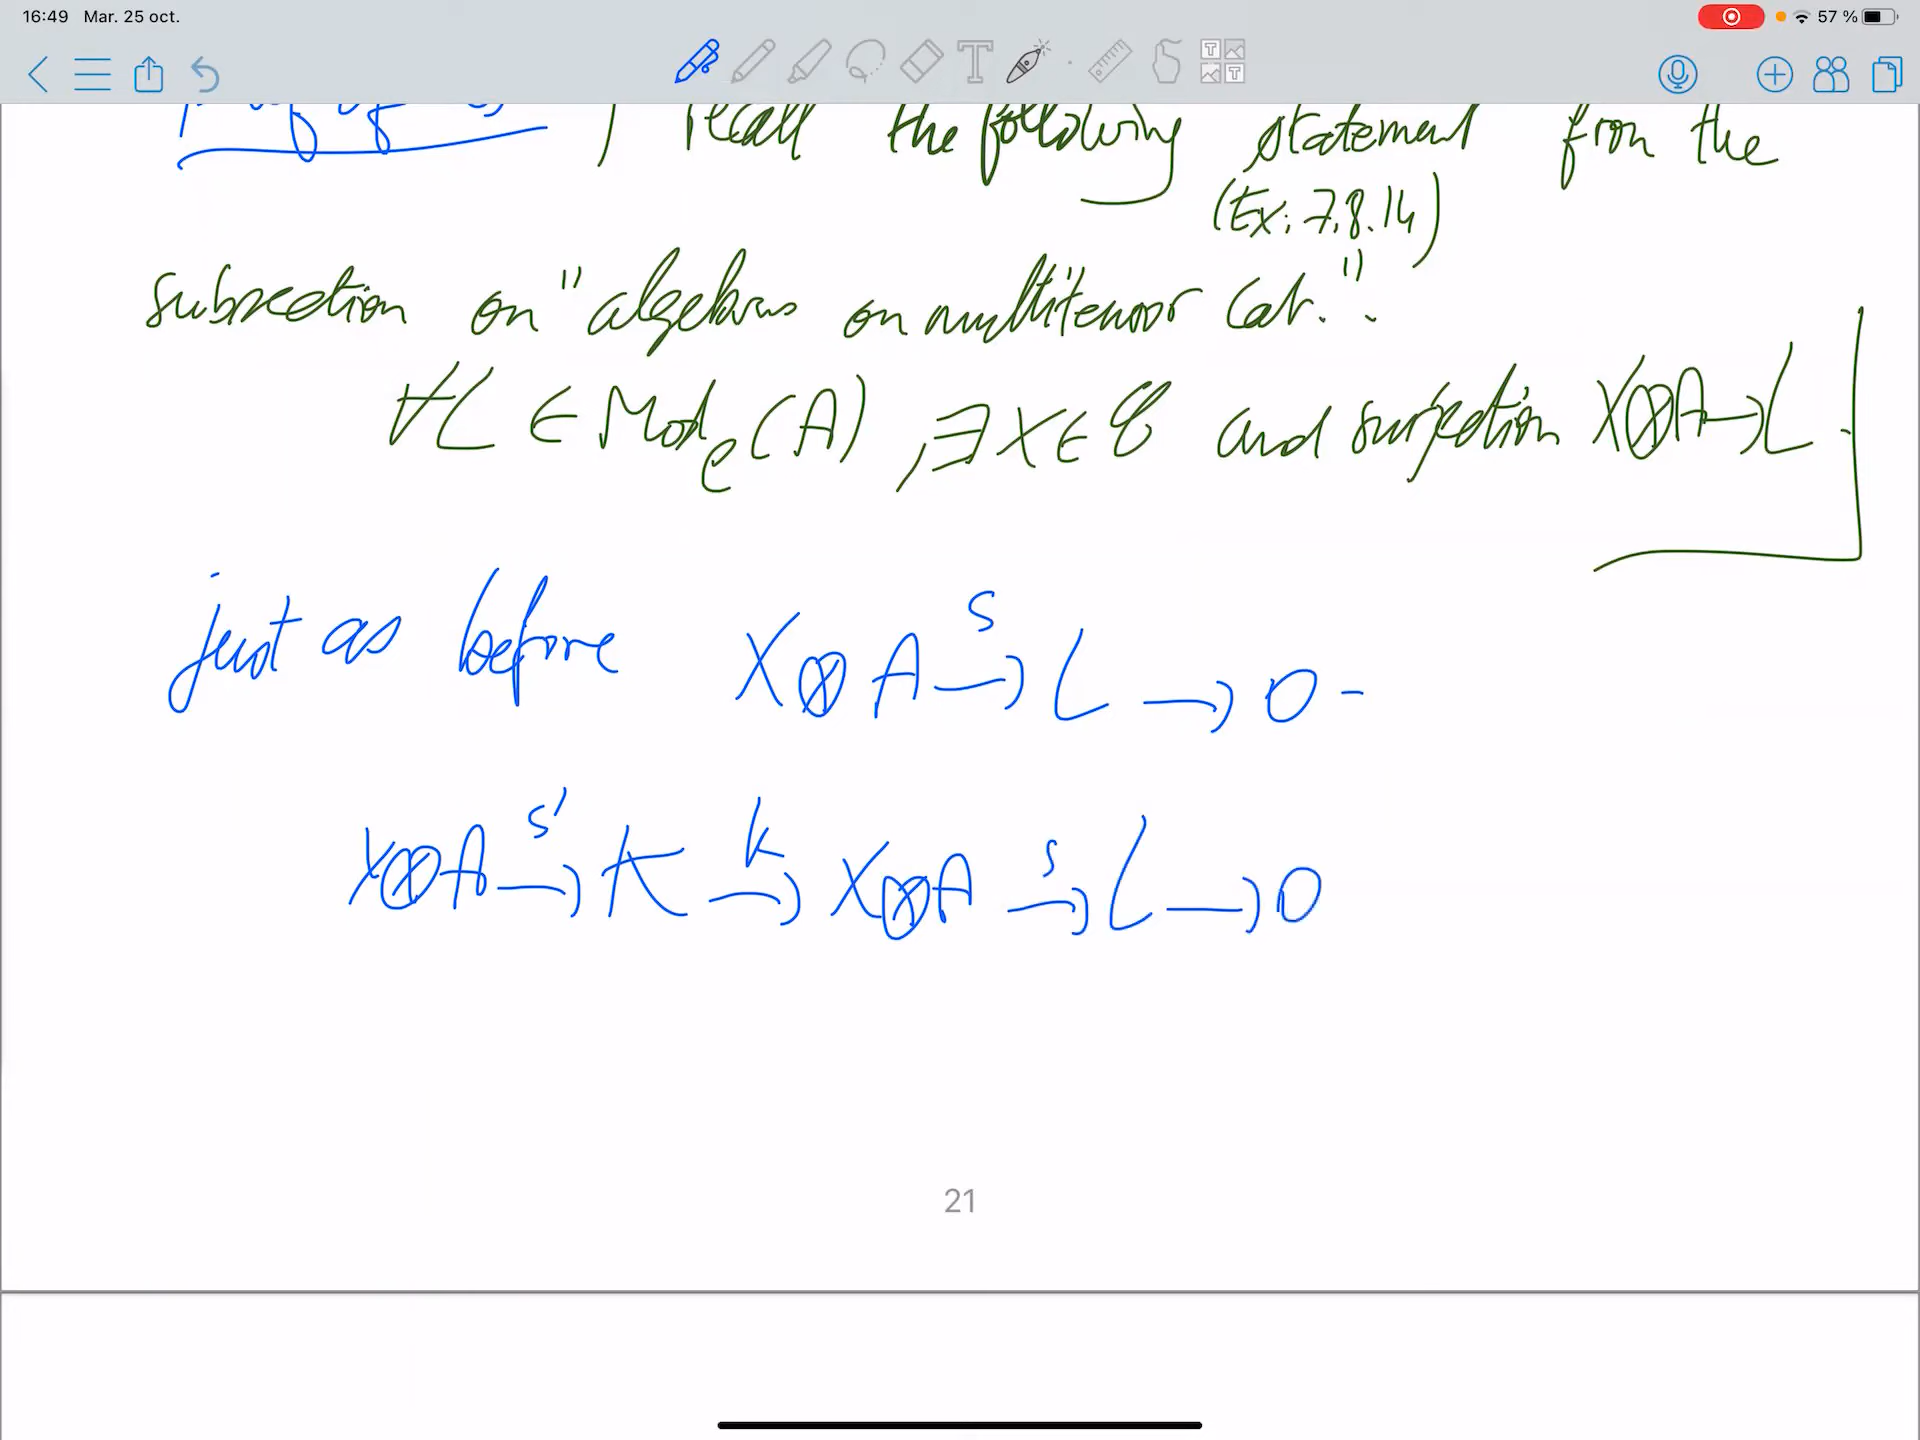 16:49 Mar. 25 oct. 57 %
recall the following statement from the
(Ex: 7.8.14)
subsection on "algebras on multitensor cat.".
∀L ∈ Mod_C(A), ∃X ∈ C and surjection X⊗A → L.
just as before X⊗A →^s L → 0
X⊗A →^s' K →^k X⊗A →^s L → 0
21